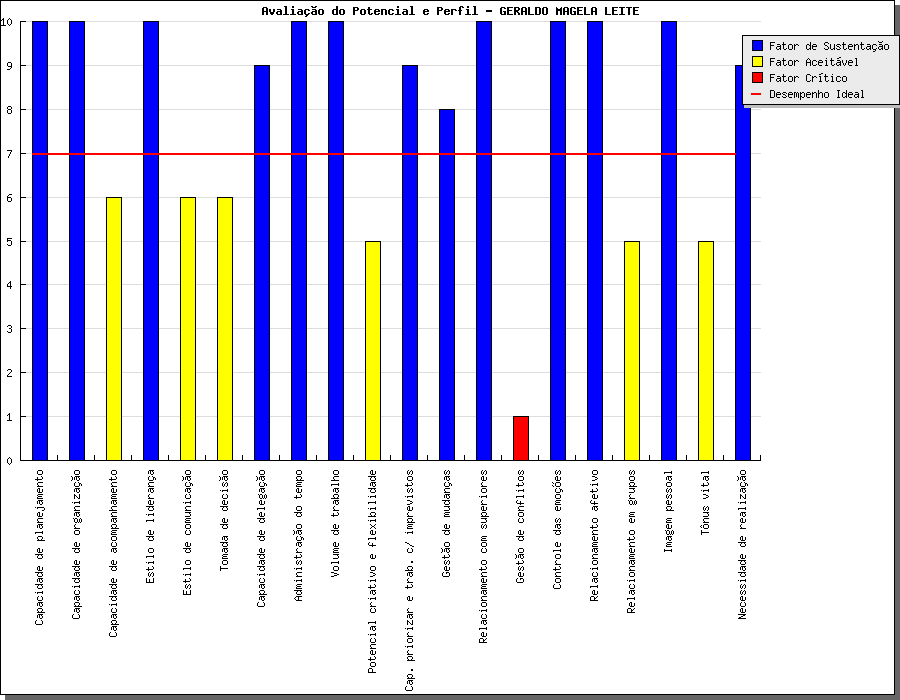 Avaliação do Potencial e Perfil - GERALDO MAGELA LEITE
10
9
8
7
6
5
4
3
2
1
0
Fator de Sustentação
Fator Aceitável
Fator Crítico
Desempenho Ideal
Capacidade de planejamento
Capacidade de organização
Capacidade de acompanhamento
Estilo de liderança
Estilo de comunicação
Tomada de decisão
Capacidade de delegação
Administração do tempo
Volume de trabalho
Potencial criativo e flexibilidade
Cap. priorizar e trab. c/ imprevistos
Gestão de mudanças
Relacionamento com superiores
Gestão de conflitos
Controle das emoções
Relacionamento afetivo
Relacionamento em grupos
Imagem pessoal
Tônus vital
Necessidade de realização